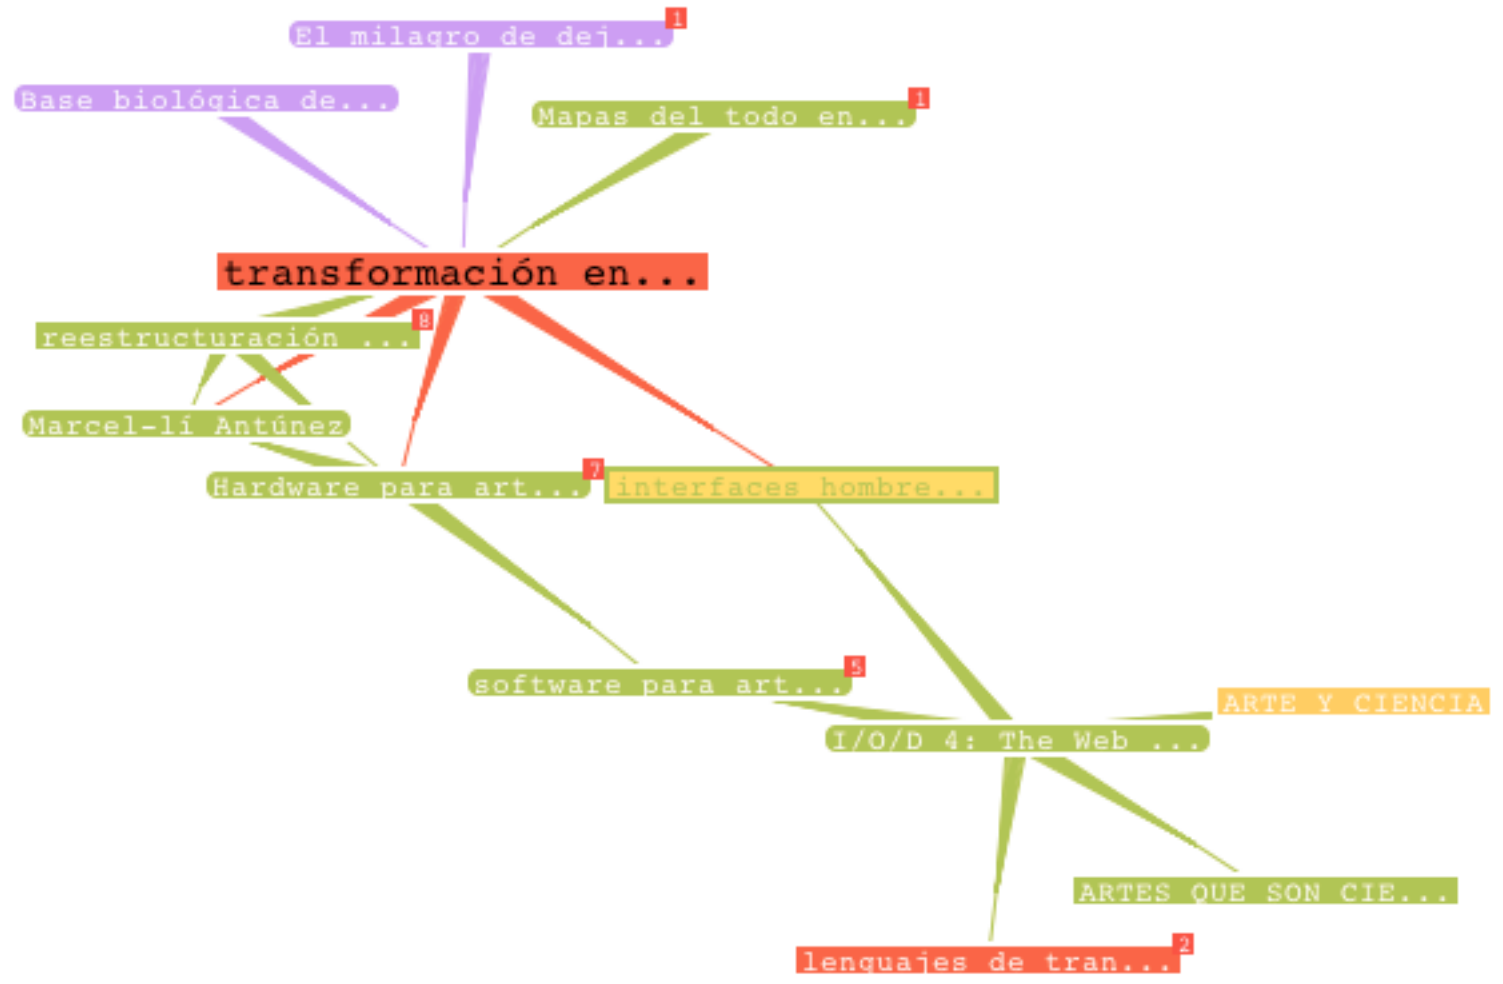 El milagro de dej...
1
Base biológica de...
Mapas del todo en...
1
transformación en...
reestructuración ...
8
Marcel-lí Antúnez
Hardware para art...
7
interfaces hombre...
software para art...
5
ARTE Y CIENCIA
I/O/D 4: The Web ...
ARTES QUE SON CIE...
lenguajes de tran...
2